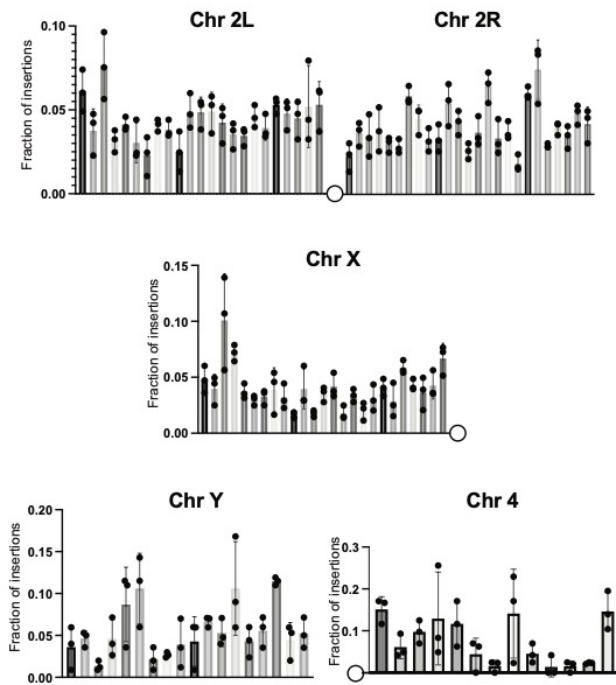 Chr 2L
Chr 2R
Fraction of insertions
0.10
0.05
0.00
Chr X
Fraction of insertions
0.15
0.10
0.05
0.00
Chr Y
Fraction of insertions
0.20
0.15
0.10
0.05
0.00
Chr 4
Fraction of insertions
0.3
0.2
0.1